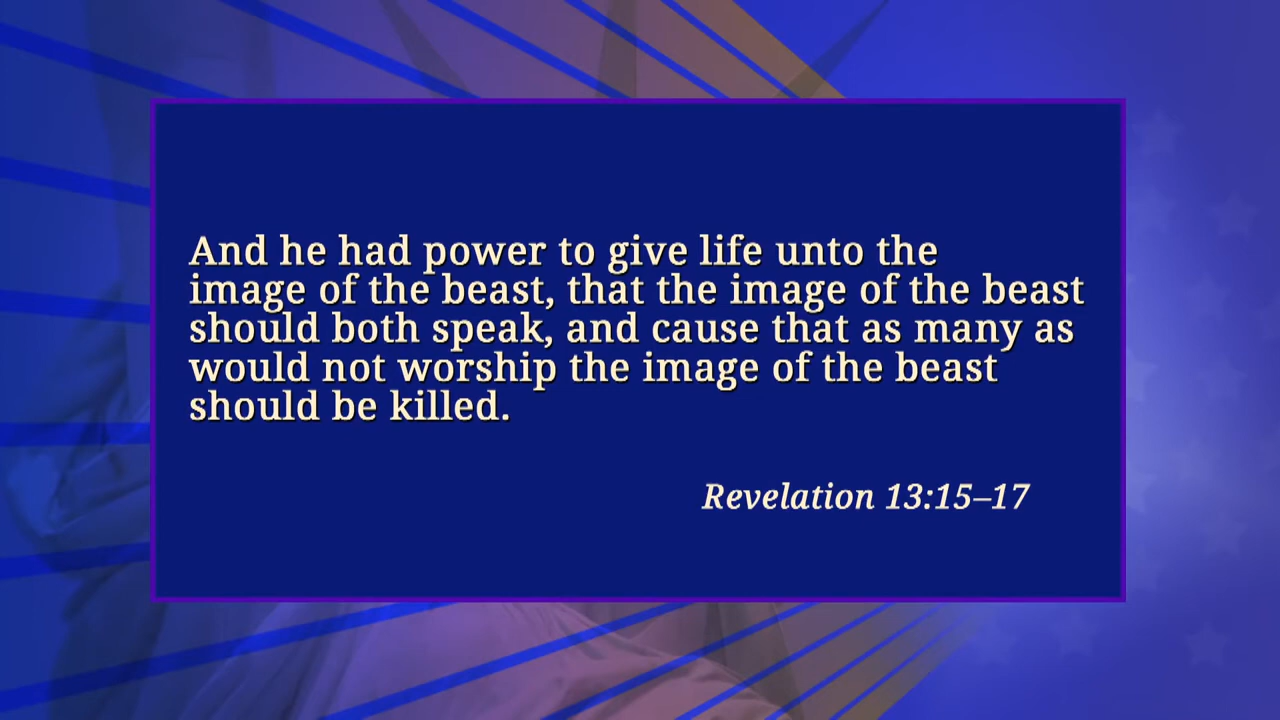 And he had power to give life unto the
image of the beast, that the image of the beast
should both speak, and cause that as many as
would not worship the image of the beast
should be killed.
Revelation 13:15–17